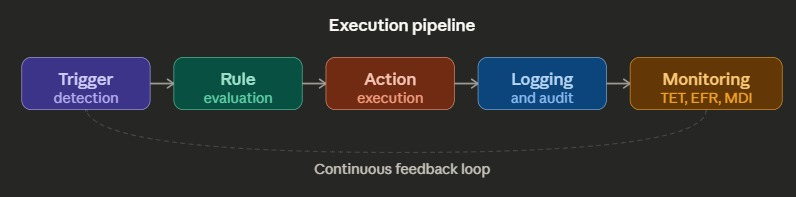 Execution pipeline
Trigger
detection
Rule
evaluation
Action
execution
Logging
and audit
Monitoring
TET, EFR, MDI
Continuous feedback loop